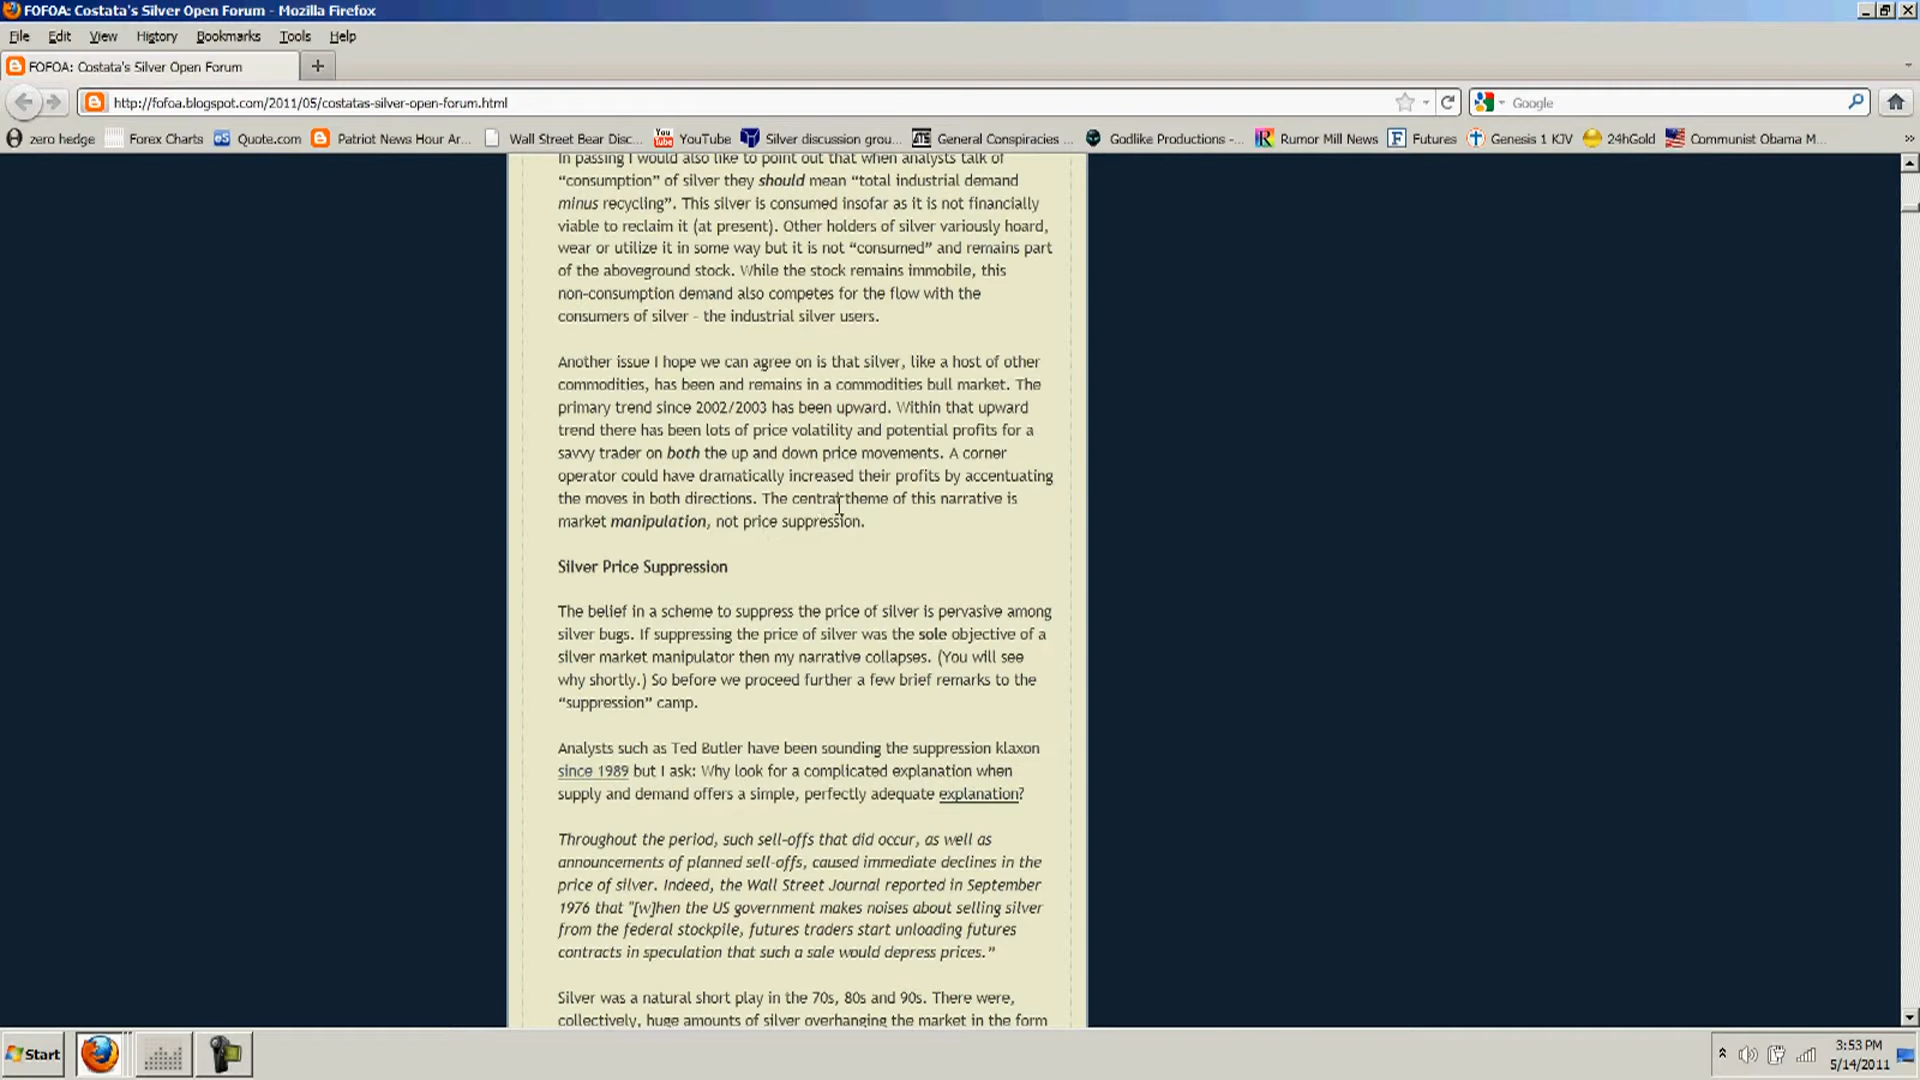 FOFOA: Costata's Silver Open Forum - Mozilla Firefox
File Edit View History Bookmarks Tools Help
FOFOA: Costata's Silver Open Forum
http://fofoa.blogspot.com/2011/05/costatas-silver-open-forum.html
Google
zero hedge Forex Charts Quote.com Patriot News Hour Ar... Wall Street Bear Disc... YouTube Silver discussion grou... General Conspiracies ... Godlike Productions -... Rumor Mill News Futures Genesis 1 KJV 24hGold Communist Obama M...
In passing I would also like to point out that when analysts talk of
“consumption” of silver they should mean “total industrial demand
minus recycling”. This silver is consumed insofar as it is not financially
viable to reclaim it (at present). Other holders of silver variously hoard,
wear or utilize it in some way but it is not “consumed” and remains part
of the aboveground stock. While the stock remains immobile, this
non-consumption demand also competes for the flow with the
consumers of silver - the industrial silver users.
Another issue I hope we can agree on is that silver, like a host of other
commodities, has been and remains in a commodities bull market. The
primary trend since 2002/2003 has been upward. Within that upward
trend there has been lots of price volatility and potential profits for a
savvy trader on both the up and down price movements. A corner
operator could have dramatically increased their profits by accentuating
the moves in both directions. The central theme of this narrative is
market manipulation, not price suppression.
Silver Price Suppression
The belief in a scheme to suppress the price of silver is pervasive among
silver bugs. If suppressing the price of silver was the sole objective of a
silver market manipulator then my narrative collapses. (You will see
why shortly.) So before we proceed further a few brief remarks to the
“suppression” camp.
Analysts such as Ted Butler have been sounding the suppression klaxon
since 1989 but I ask: Why look for a complicated explanation when
supply and demand offers a simple, perfectly adequate explanation?
Throughout the period, such sell-offs that did occur, as well as
announcements of planned sell-offs, caused immediate declines in the
price of silver. Indeed, the Wall Street Journal reported in September
1976 that "[w]hen the US government makes noises about selling silver
from the federal stockpile, futures traders start unloading futures
contracts in speculation that such a sale would depress prices.”
Silver was a natural short play in the 70s, 80s and 90s. There were,
collectively, huge amounts of silver overhanging the market in the form
Start
3:53 PM
5/14/2011